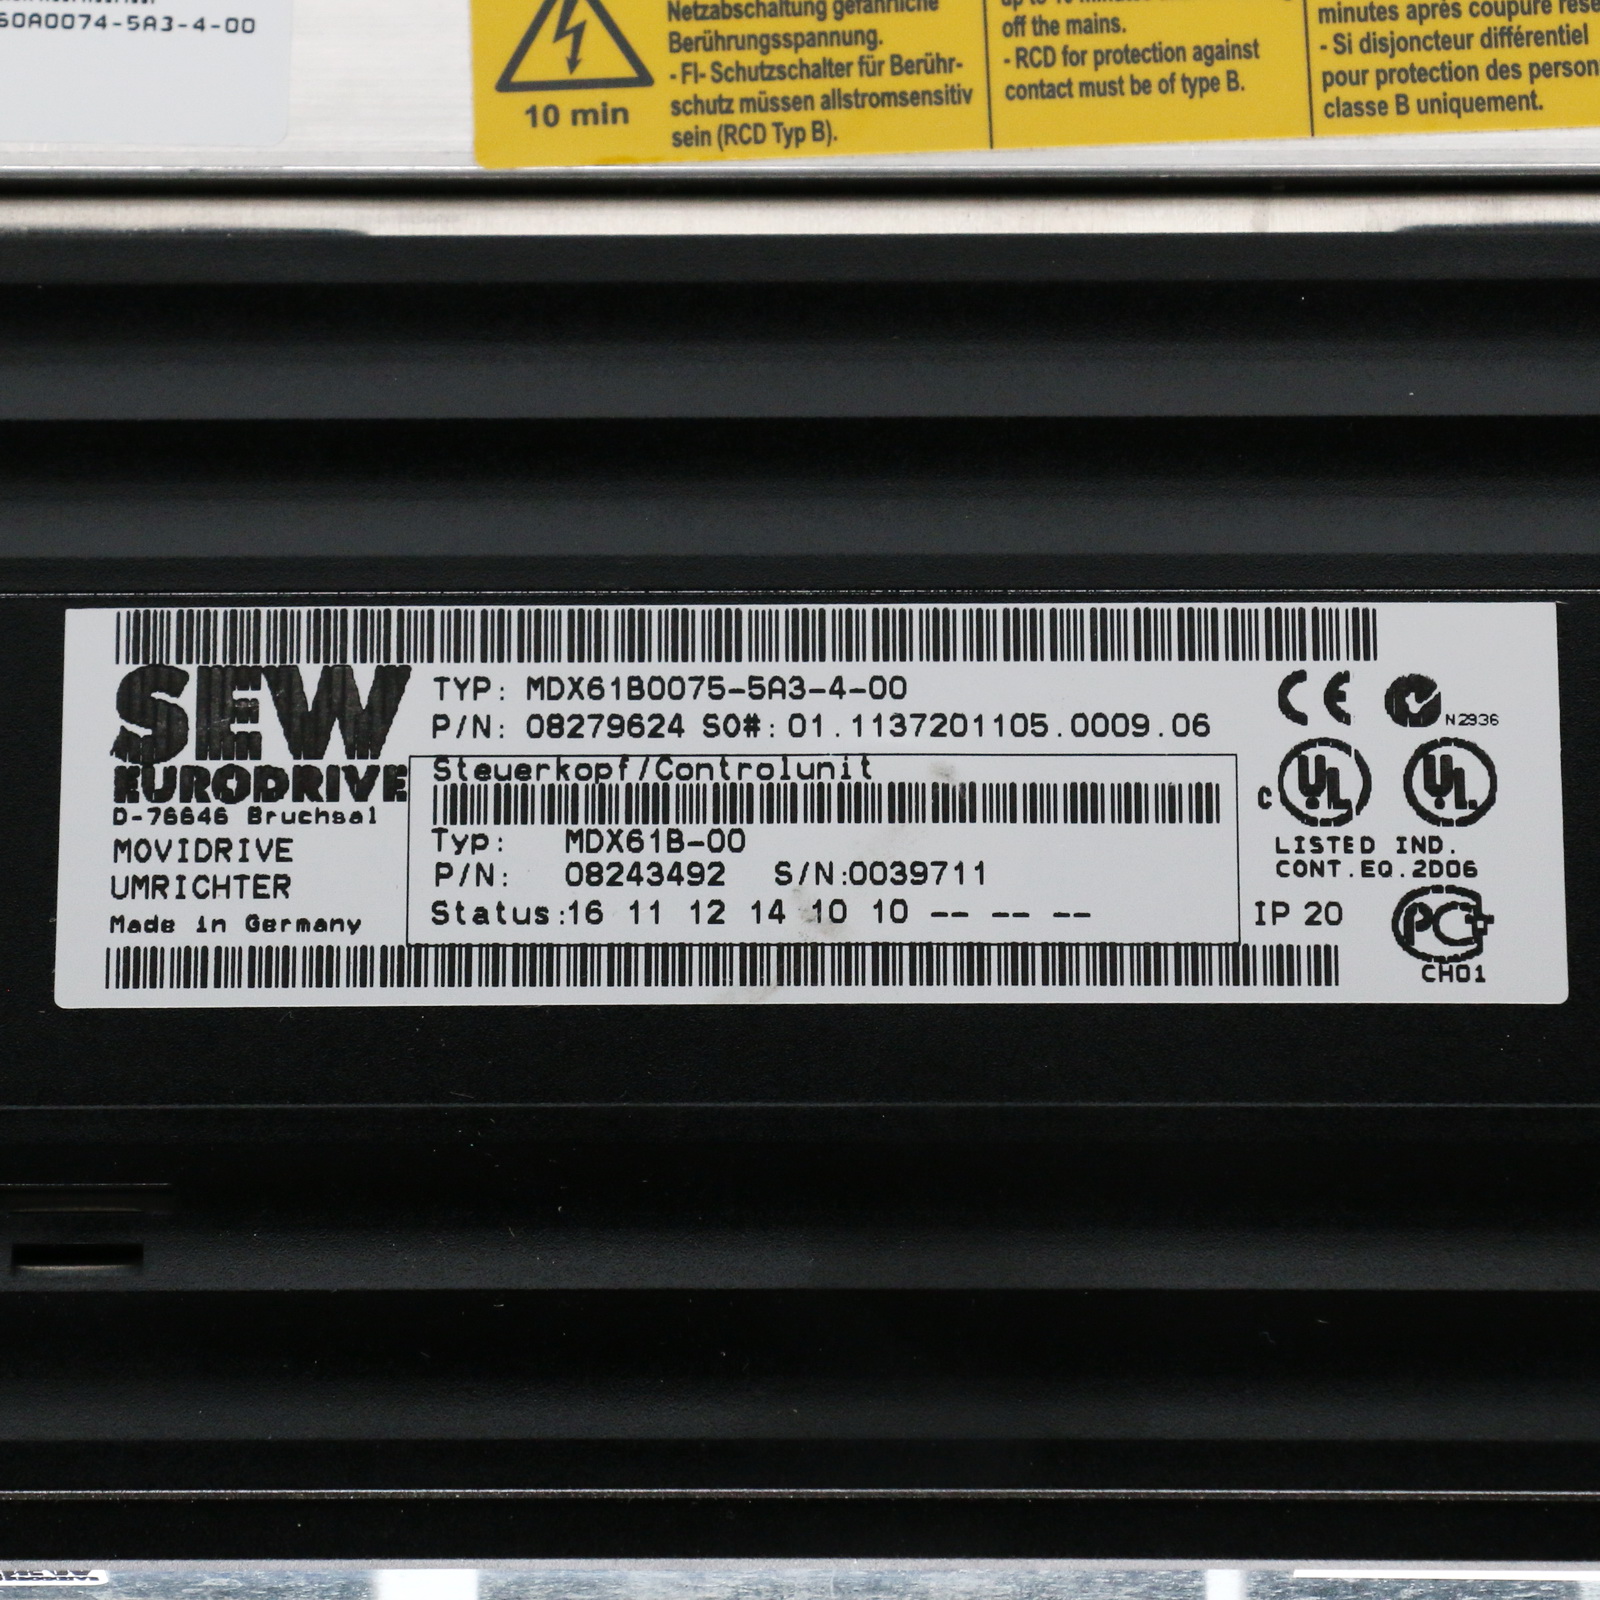 60A0074-5A3-4-00
10 min
Netzabschaltung gefährliche
Berührungsspannung.
- FI- Schutzschalter für Berühr-
schutz müssen allstromsensitiv
sein (RCD Typ B).
off the mains.
- RCD for protection against
contact must be of type B.
minutes après coupure
- Si disjoncteur différentiel
pour protection des person
classe B uniquement.
SEW
EURODRIVE
D-76646 Bruchsal
MOVIDRIVE
UMRICHTER
Made in Germany
TYP: MDX61B0075-5A3-4-00
P/N: 08279624 SO#: 01.1137201105.0009.06
Steuerkopf/Controlunit
Typ: MDX61B-00
P/N: 08243492 S/N:0039711
Status:16 11 12 14 10 10 -- -- --
CE
N2936
c UL UL
LISTED IND.
CONT.EQ.2D06
IP 20
PCT
CH01